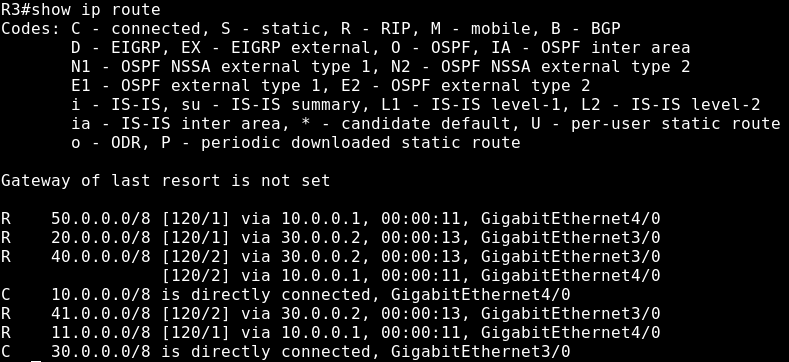 R3#show ip route
Codes: C - connected, S - static, R - RIP, M - mobile, B - BGP
       D - EIGRP, EX - EIGRP external, O - OSPF, IA - OSPF inter area
       N1 - OSPF NSSA external type 1, N2 - OSPF NSSA external type 2
       E1 - OSPF external type 1, E2 - OSPF external type 2
       i - IS-IS, su - IS-IS summary, L1 - IS-IS level-1, L2 - IS-IS level-2
       ia - IS-IS inter area, * - candidate default, U - per-user static route
       o - ODR, P - periodic downloaded static route

Gateway of last resort is not set

R    50.0.0.0/8 [120/1] via 10.0.0.1, 00:00:11, GigabitEthernet4/0
R    20.0.0.0/8 [120/1] via 30.0.0.2, 00:00:13, GigabitEthernet3/0
R    40.0.0.0/8 [120/2] via 30.0.0.2, 00:00:13, GigabitEthernet3/0
                [120/2] via 10.0.0.1, 00:00:11, GigabitEthernet4/0
C    10.0.0.0/8 is directly connected, GigabitEthernet4/0
R    41.0.0.0/8 [120/2] via 30.0.0.2, 00:00:13, GigabitEthernet3/0
R    11.0.0.0/8 [120/1] via 10.0.0.1, 00:00:11, GigabitEthernet4/0
C    30.0.0.0/8 is directly connected, GigabitEthernet3/0